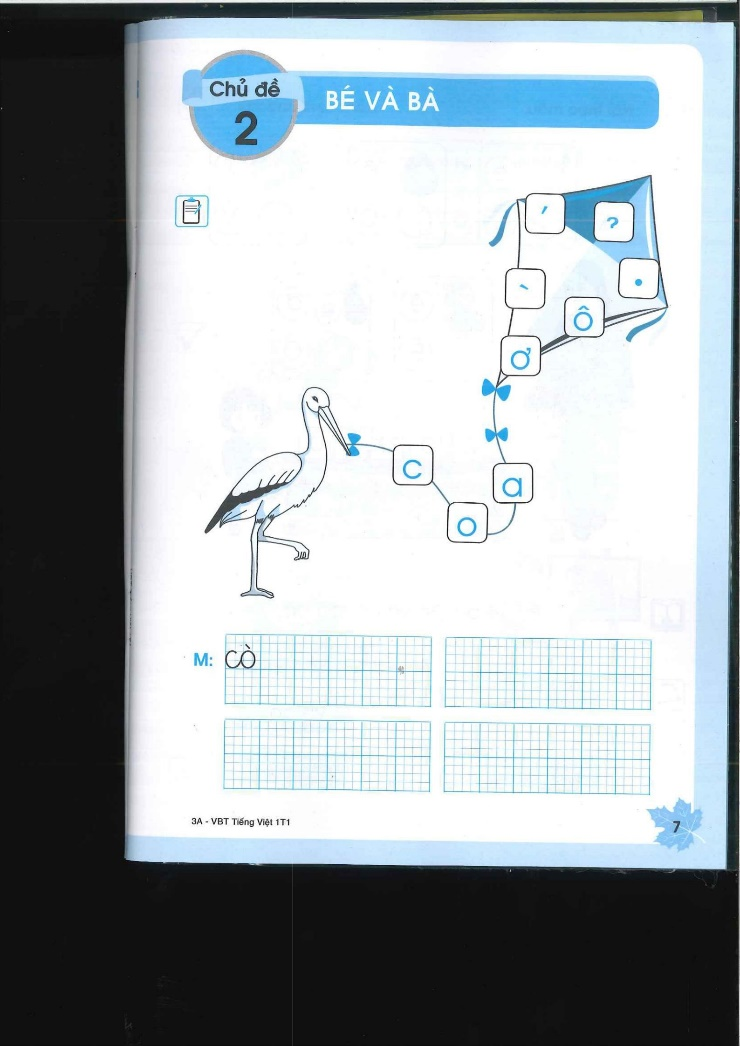 Chủ đề
2
BÉ VÀ BÀ
ˊ
ˀ
ˋ
•
Ô
ơ
c
a
o
M: cò
3A - VBT Tiếng Việt 1T1
7